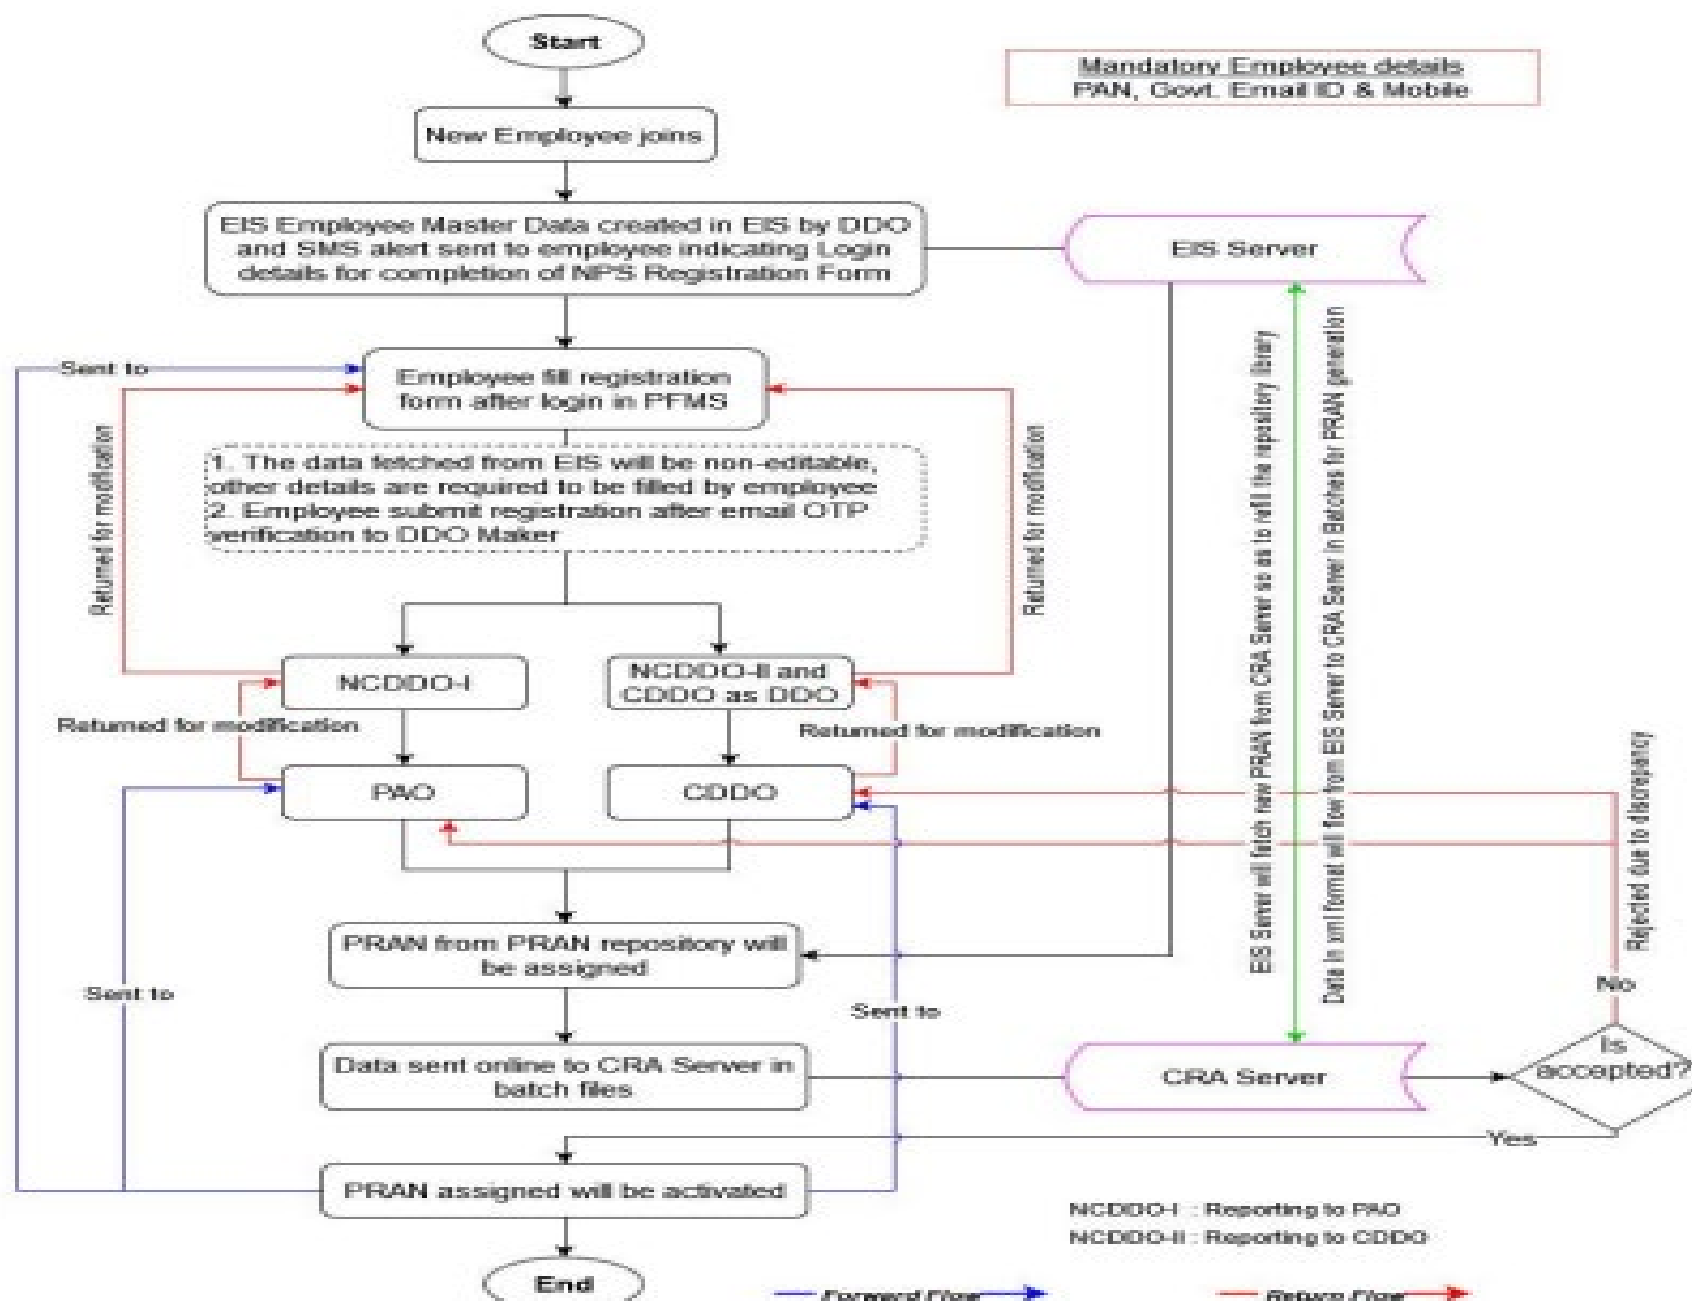 Start
Mandatory Employee details
PAN, Govt. Email ID & Mobile
New Employee joins
EIS Employee Master Data created in EIS by DDO
and SMS alert sent to employee indicating Login
details for completion of NPS Registration Form
EIS Server
Sent to
Employee fill registration
form after login in PFMS
Returned for modification
Returned for modification
1. The data fetched from EIS will be non-editable,
other details are required to be filled by employee
2. Employee submit registration after email OTP
verification to DDO Maker
EIS Server will fetch new PRAN from CRA Server so as to refil the repository library
Data in xml format will flow from EIS Server to CRA Server in Batches for PRAN generation
NCDDO-I
NCDDO-II and
CDDO as DDO
Returned for modification
Returned for modification
PAO
CDDO
Rejected due to discrepancy
PRAN from PRAN repository will
be assigned
Sent to
Sent to
No
Data sent online to CRA Server in
batch files
CRA Server
Is
accepted?
Yes
PRAN assigned will be activated
NCDDO-I : Reporting to PAO
NCDDO-II : Reporting to CDDO
End
Forward Flow
Return Flow